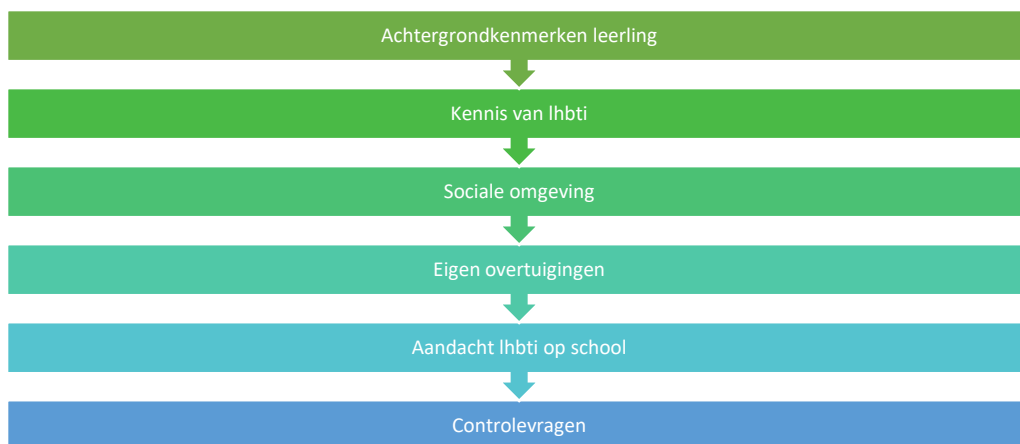 Achtergrondkenmerken leerling
Kennis van lhbti
Sociale omgeving
Eigen overtuigingen
Aandacht lhbti op school
Controlevragen